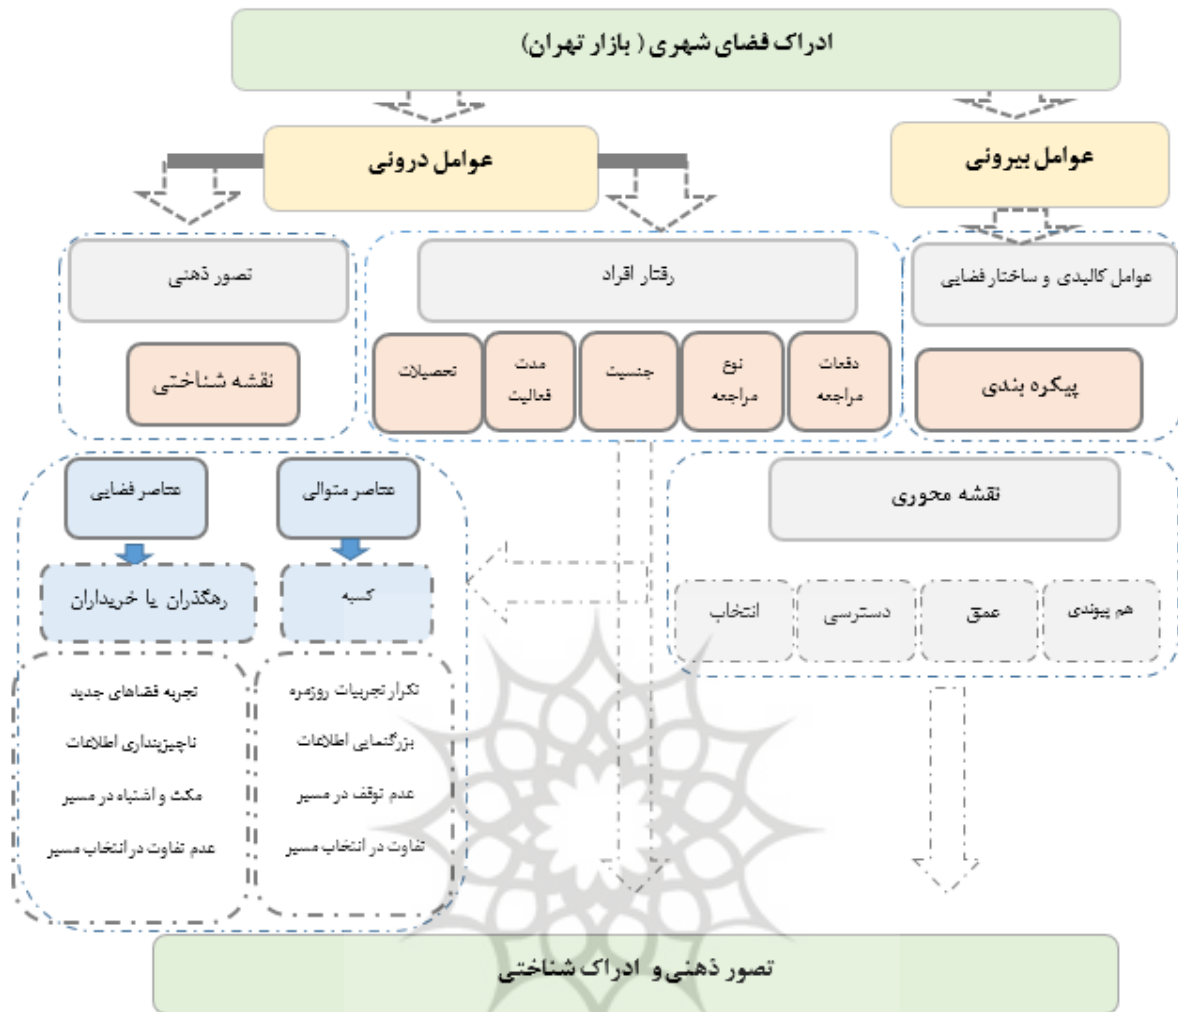 ادراک فضای شهری ( بازار تهران)
عوامل بیرونی
عوامل درونی
عوامل کالبدی و ساختار فضایی
رفتار افراد
تصور ذهنی
پیکره بندی
دفعات
مراجعه
نوع
مراجعه
جنسیت
مدت
فعالیت
تحصیلات
نقشه شناختی
نقشه محوری
هم پیوندی
عمق
دسترسی
انتخاب
عناصر متوالی
عناصر فضایی
کسبه
رهگذران یا خریداران
تکرار تجربیات روزمره
بزرگنمایی اطلاعات
عدم توقف در مسیر
تفاوت در انتخاب مسیر
تجربه فضاهای جدید
ناچیزپنداری اطلاعات
مکث و اشتباه در مسیر
عدم تفاوت در انتخاب مسیر
تصور ذهنی و ادراک شناختی